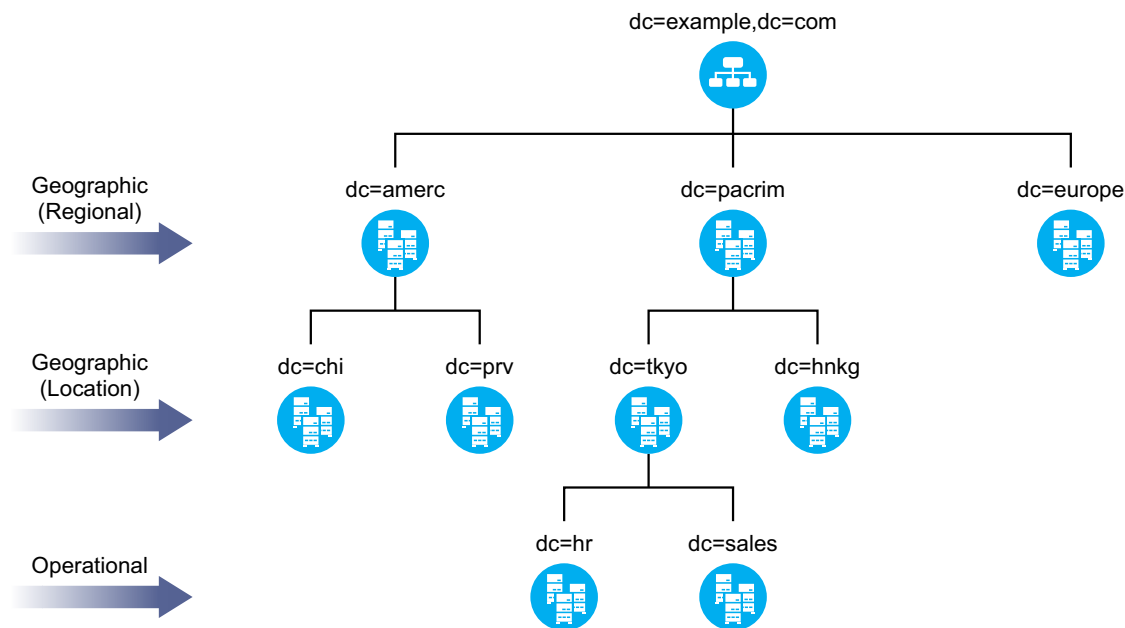 dc=example,dc=com
Geographic
(Regional)
dc=amerc
dc=pacrim
dc=europe
Geographic
(Location)
dc=chi
dc=prv
dc=tkyo
dc=hnkg
Operational
dc=hr
dc=sales